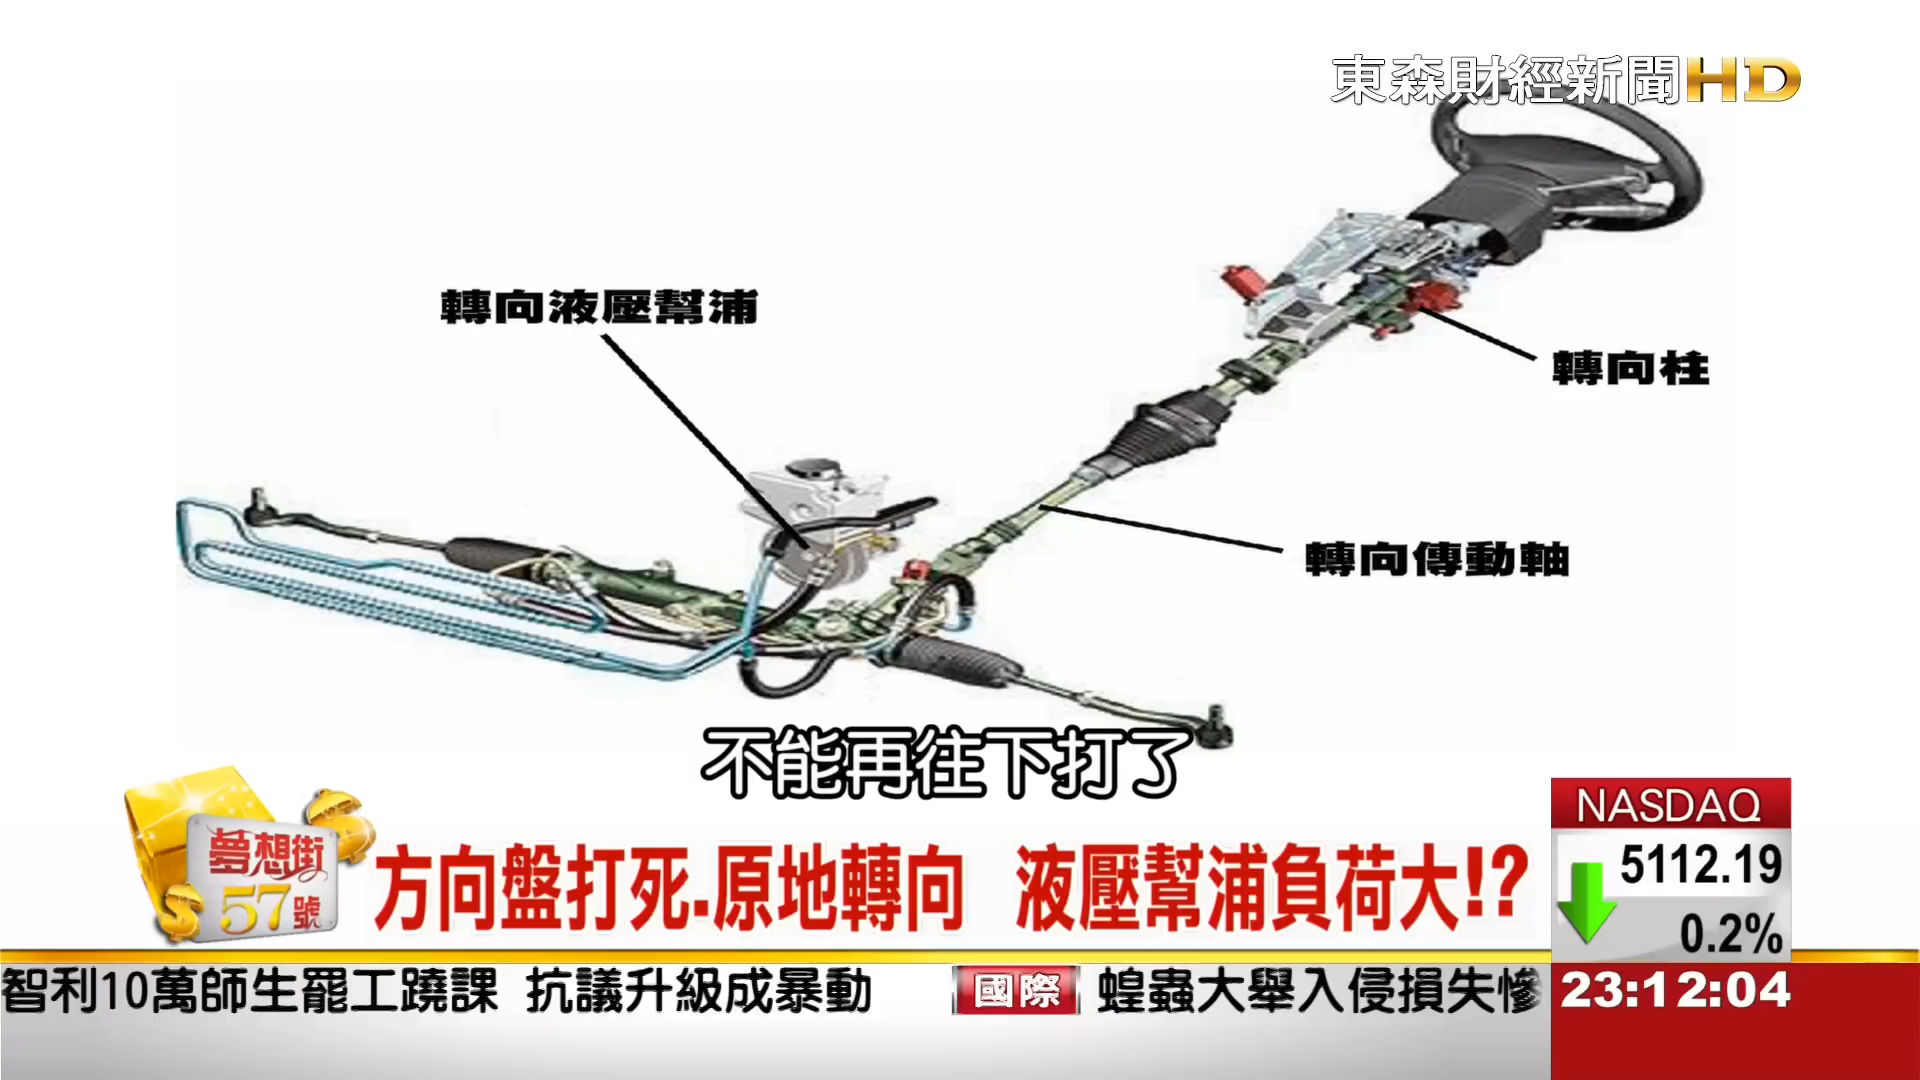 東森財經新聞HD
轉向液壓幫浦
轉向柱
轉向傳動軸
不能再往下打了
夢想街
57號
方向盤打死.原地轉向 液壓幫浦負荷大!?
NASDAQ
5112.19
0.2%
智利10萬師生罷工蹺課 抗議升級成暴動 國際 蝗蟲大舉入侵損失慘
23:12:04